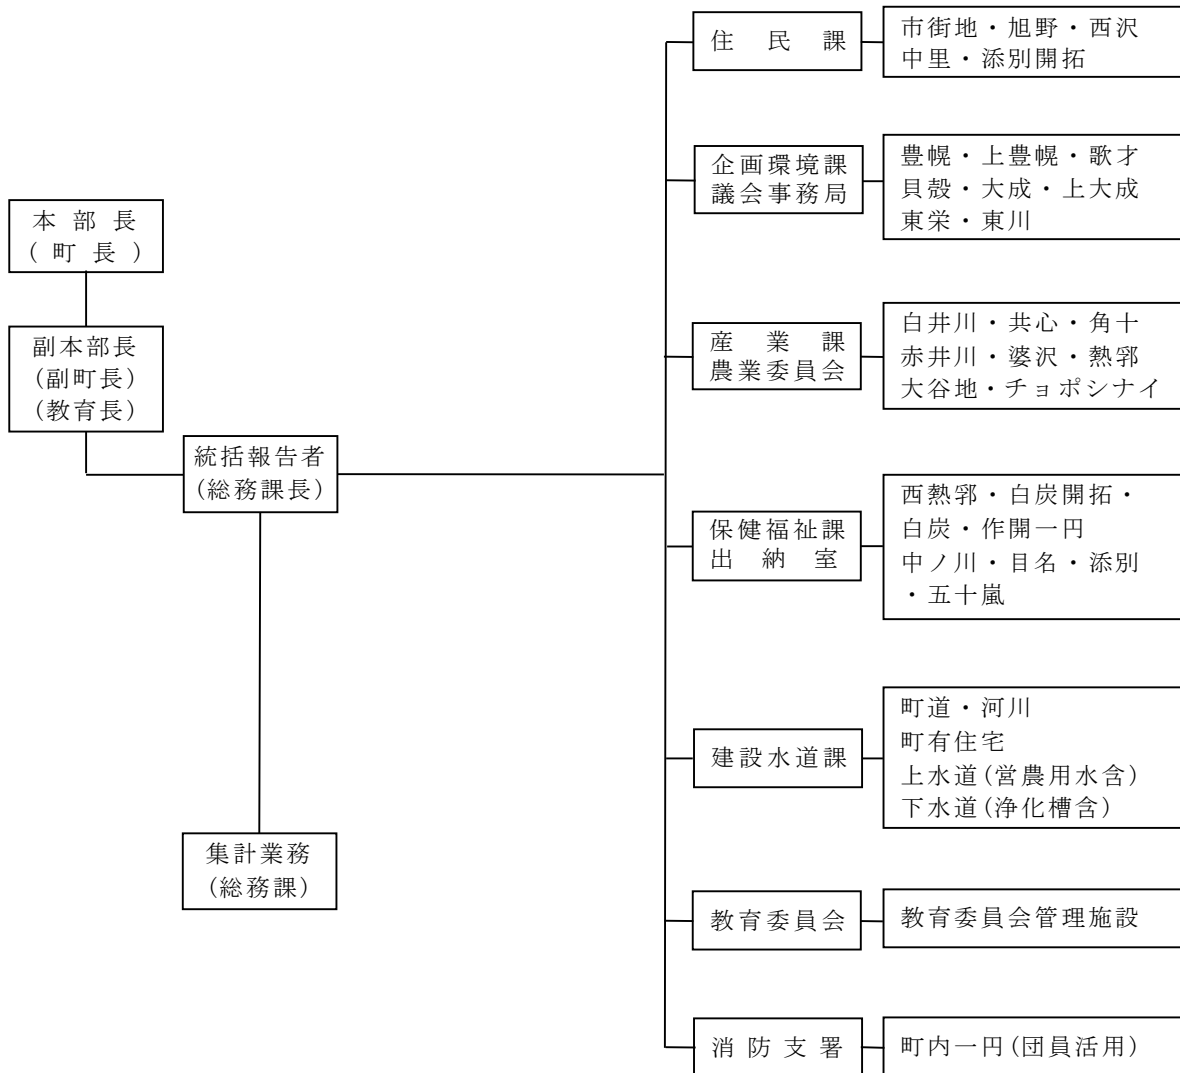 本部長
(町長)
副本部長
(副町長)
(教育長)
統括報告者
(総務課長)
集計業務
(総務課)
住民課
市街地・旭野・西沢
中里・添別開拓
企画環境課
議会事務局
豊幌・上豊幌・歌才
貝殻・大成・上大成
東栄・東川
産業課
農業委員会
白井川・共心・角十
赤井川・婆沢・熱郛
大谷地・チョポシナイ
保健福祉課
出納室
西熱郛・白炭開拓・
白炭・作開一円
中ノ川・目名・添別
・五十嵐
建設水道課
町道・河川
町有住宅
上水道(営農用水含)
下水道(浄化槽含)
教育委員会
教育委員会管理施設
消防支署
町内一円(団員活用)